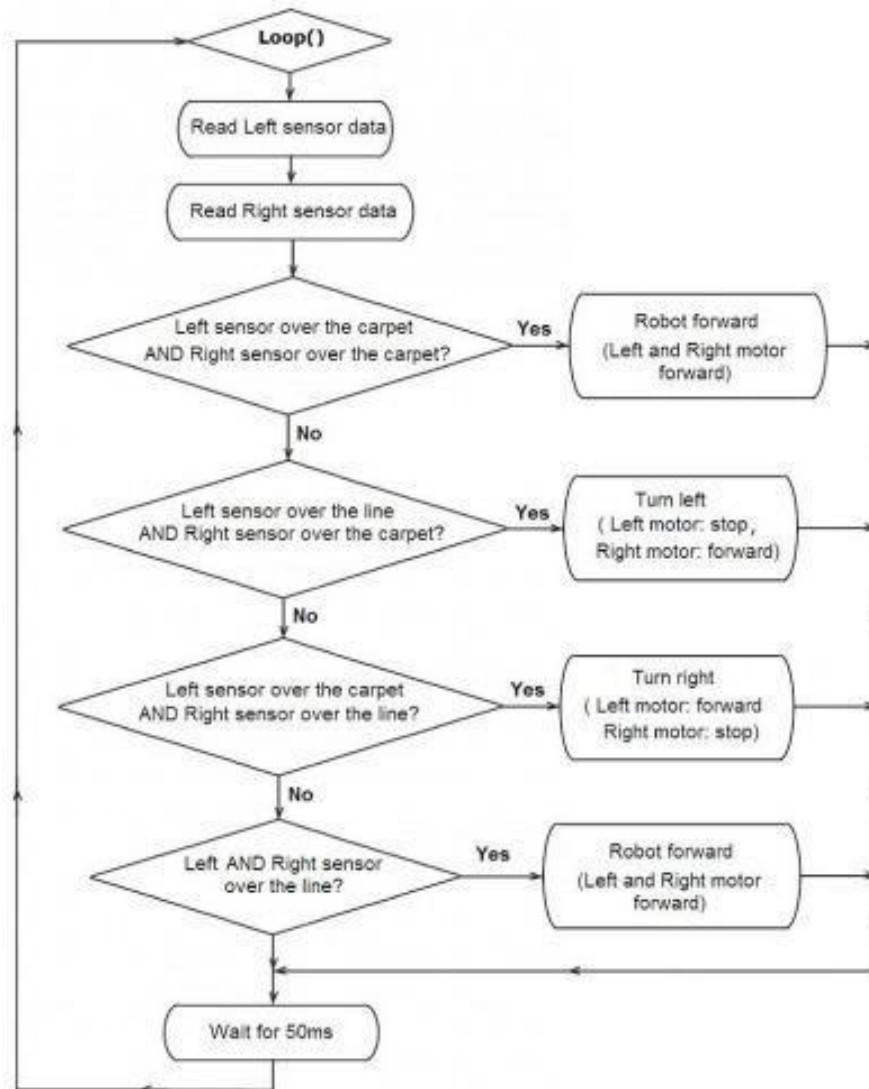 Loop()
Read Left sensor data
Read Right sensor data
Left sensor over the carpet
AND Right sensor over the carpet?
Yes
Robot forward
(Left and Right motor
forward)
No
Left sensor over the line
AND Right sensor over the carpet?
Yes
Turn left
( Left motor: stop,
Right motor: forward)
No
Left sensor over the carpet
AND Right sensor over the line?
Yes
Turn right
( Left motor: forward
Right motor: stop)
No
Left AND Right sensor
over the line?
Yes
Robot forward
(Left and Right motor
forward)
Wait for 50ms